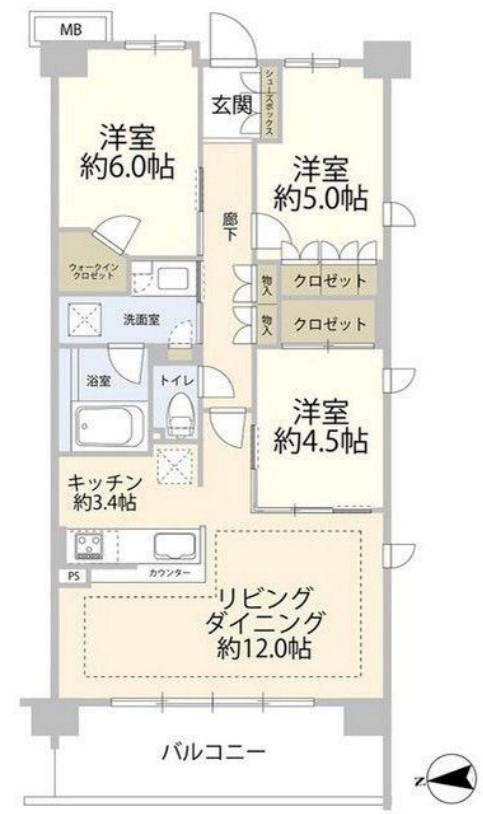 MB
玄関
シューズボックス
洋室
約6.0帖
洋室
約5.0帖
廊下
ウォークイン
クロゼット
物入
クロゼット
洗面室
物入
クロゼット
浴室
トイレ
洋室
約4.5帖
キッチン
約3.4帖
PS
カウンター
リビング
ダイニング
約12.0帖
バルコニー
N